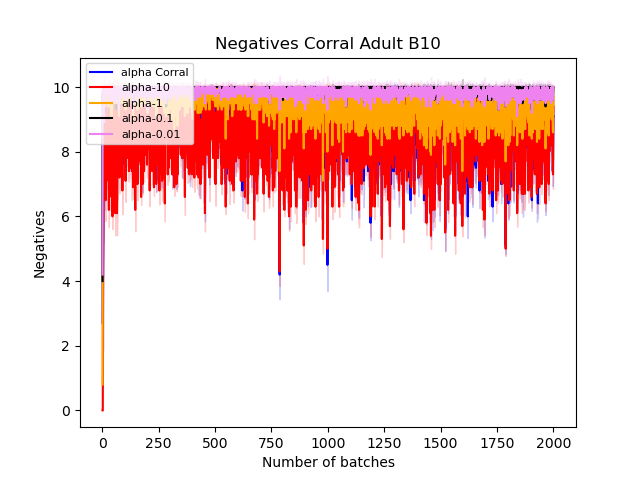 Negatives Corral Adult B10
alpha Corral
alpha-10
alpha-1
alpha-0.1
alpha-0.01
10
8
6
4
2
0
Negatives
0 250 500 750 1000 1250 1500 1750 2000
Number of batches